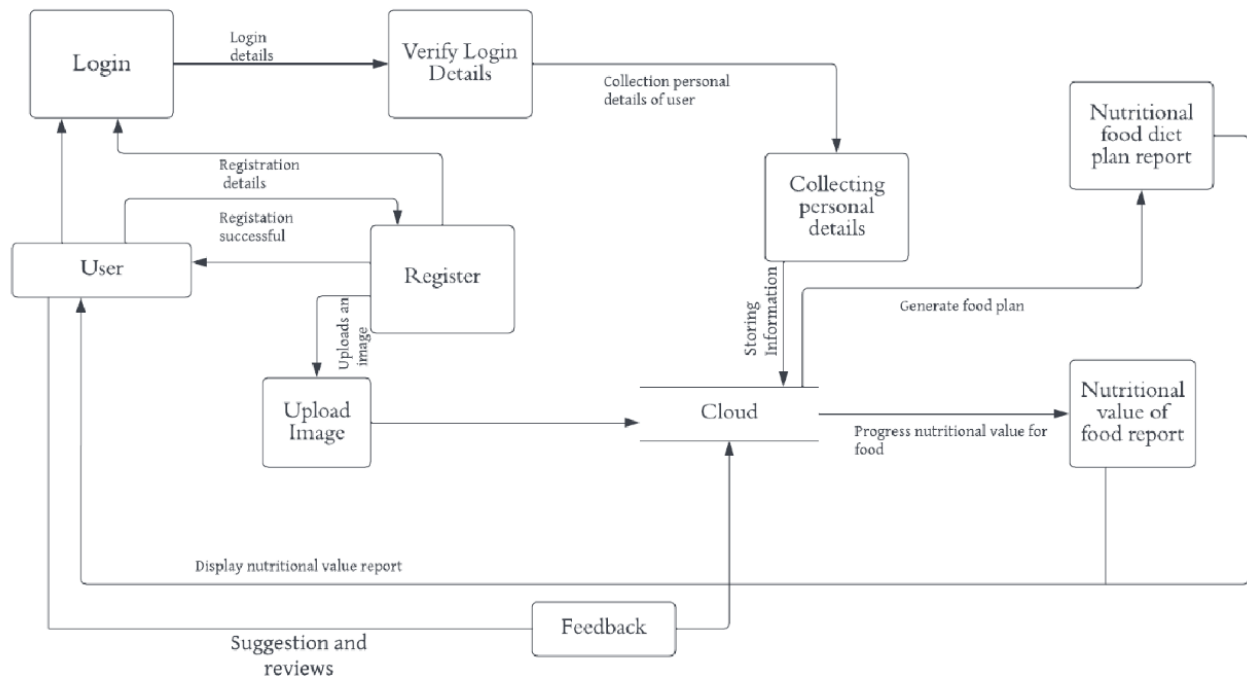 Login
Login
details
Verify Login
Details
Collection personal
details of user
Nutritional
food diet
plan report
Registration
details
Collecting
personal
details
Registation
successful
User
Register
Uploads an
image
Storing
Information
Generate food plan
Upload
Image
Cloud
Nutritional
value of
food report
Progress nutritional value for
food
Display nutritional value report
Feedback
Suggestion and
reviews